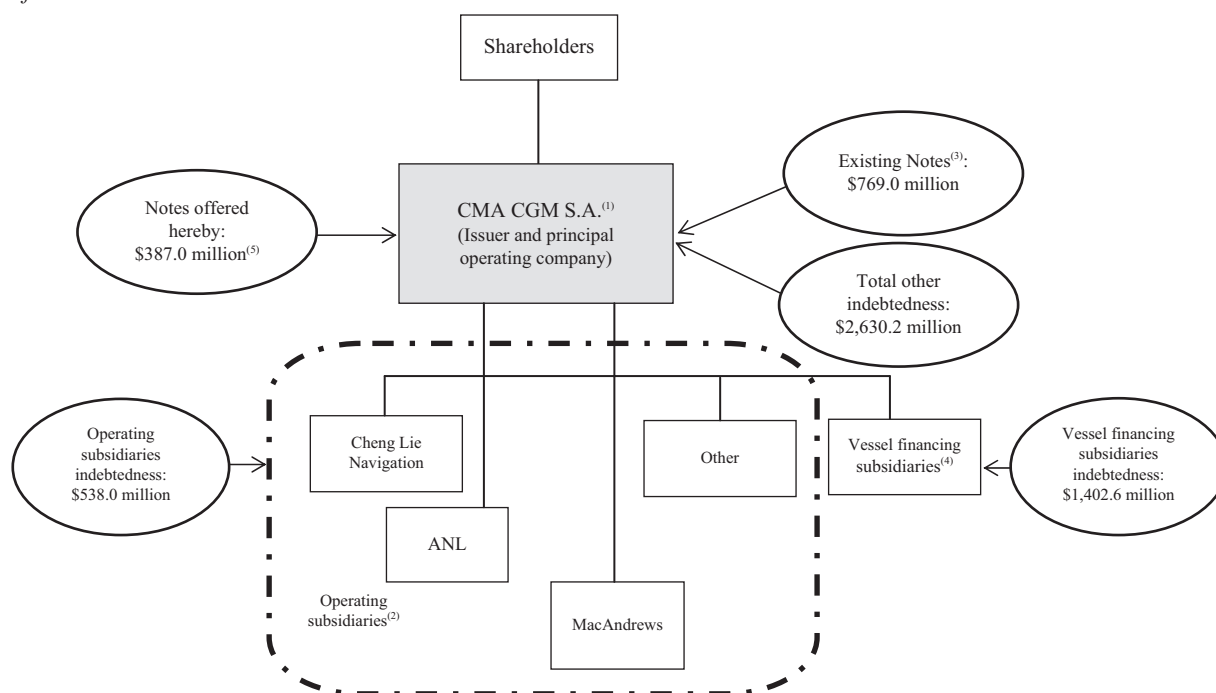 Shareholders
Existing Notes(3):
$769.0 million
Notes offered
hereby:
$387.0 million(5)
CMA CGM S.A.(1)
(Issuer and principal
operating company)
Total other
indebtedness:
$2,630.2 million
Operating
subsidiaries
indebtedness:
$538.0 million
Cheng Lie
Navigation
Other
Vessel financing
subsidiaries(4)
Vessel financing
subsidiaries
indebtedness:
$1,402.6 million
ANL
Operating
subsidiaries(2)
MacAndrews